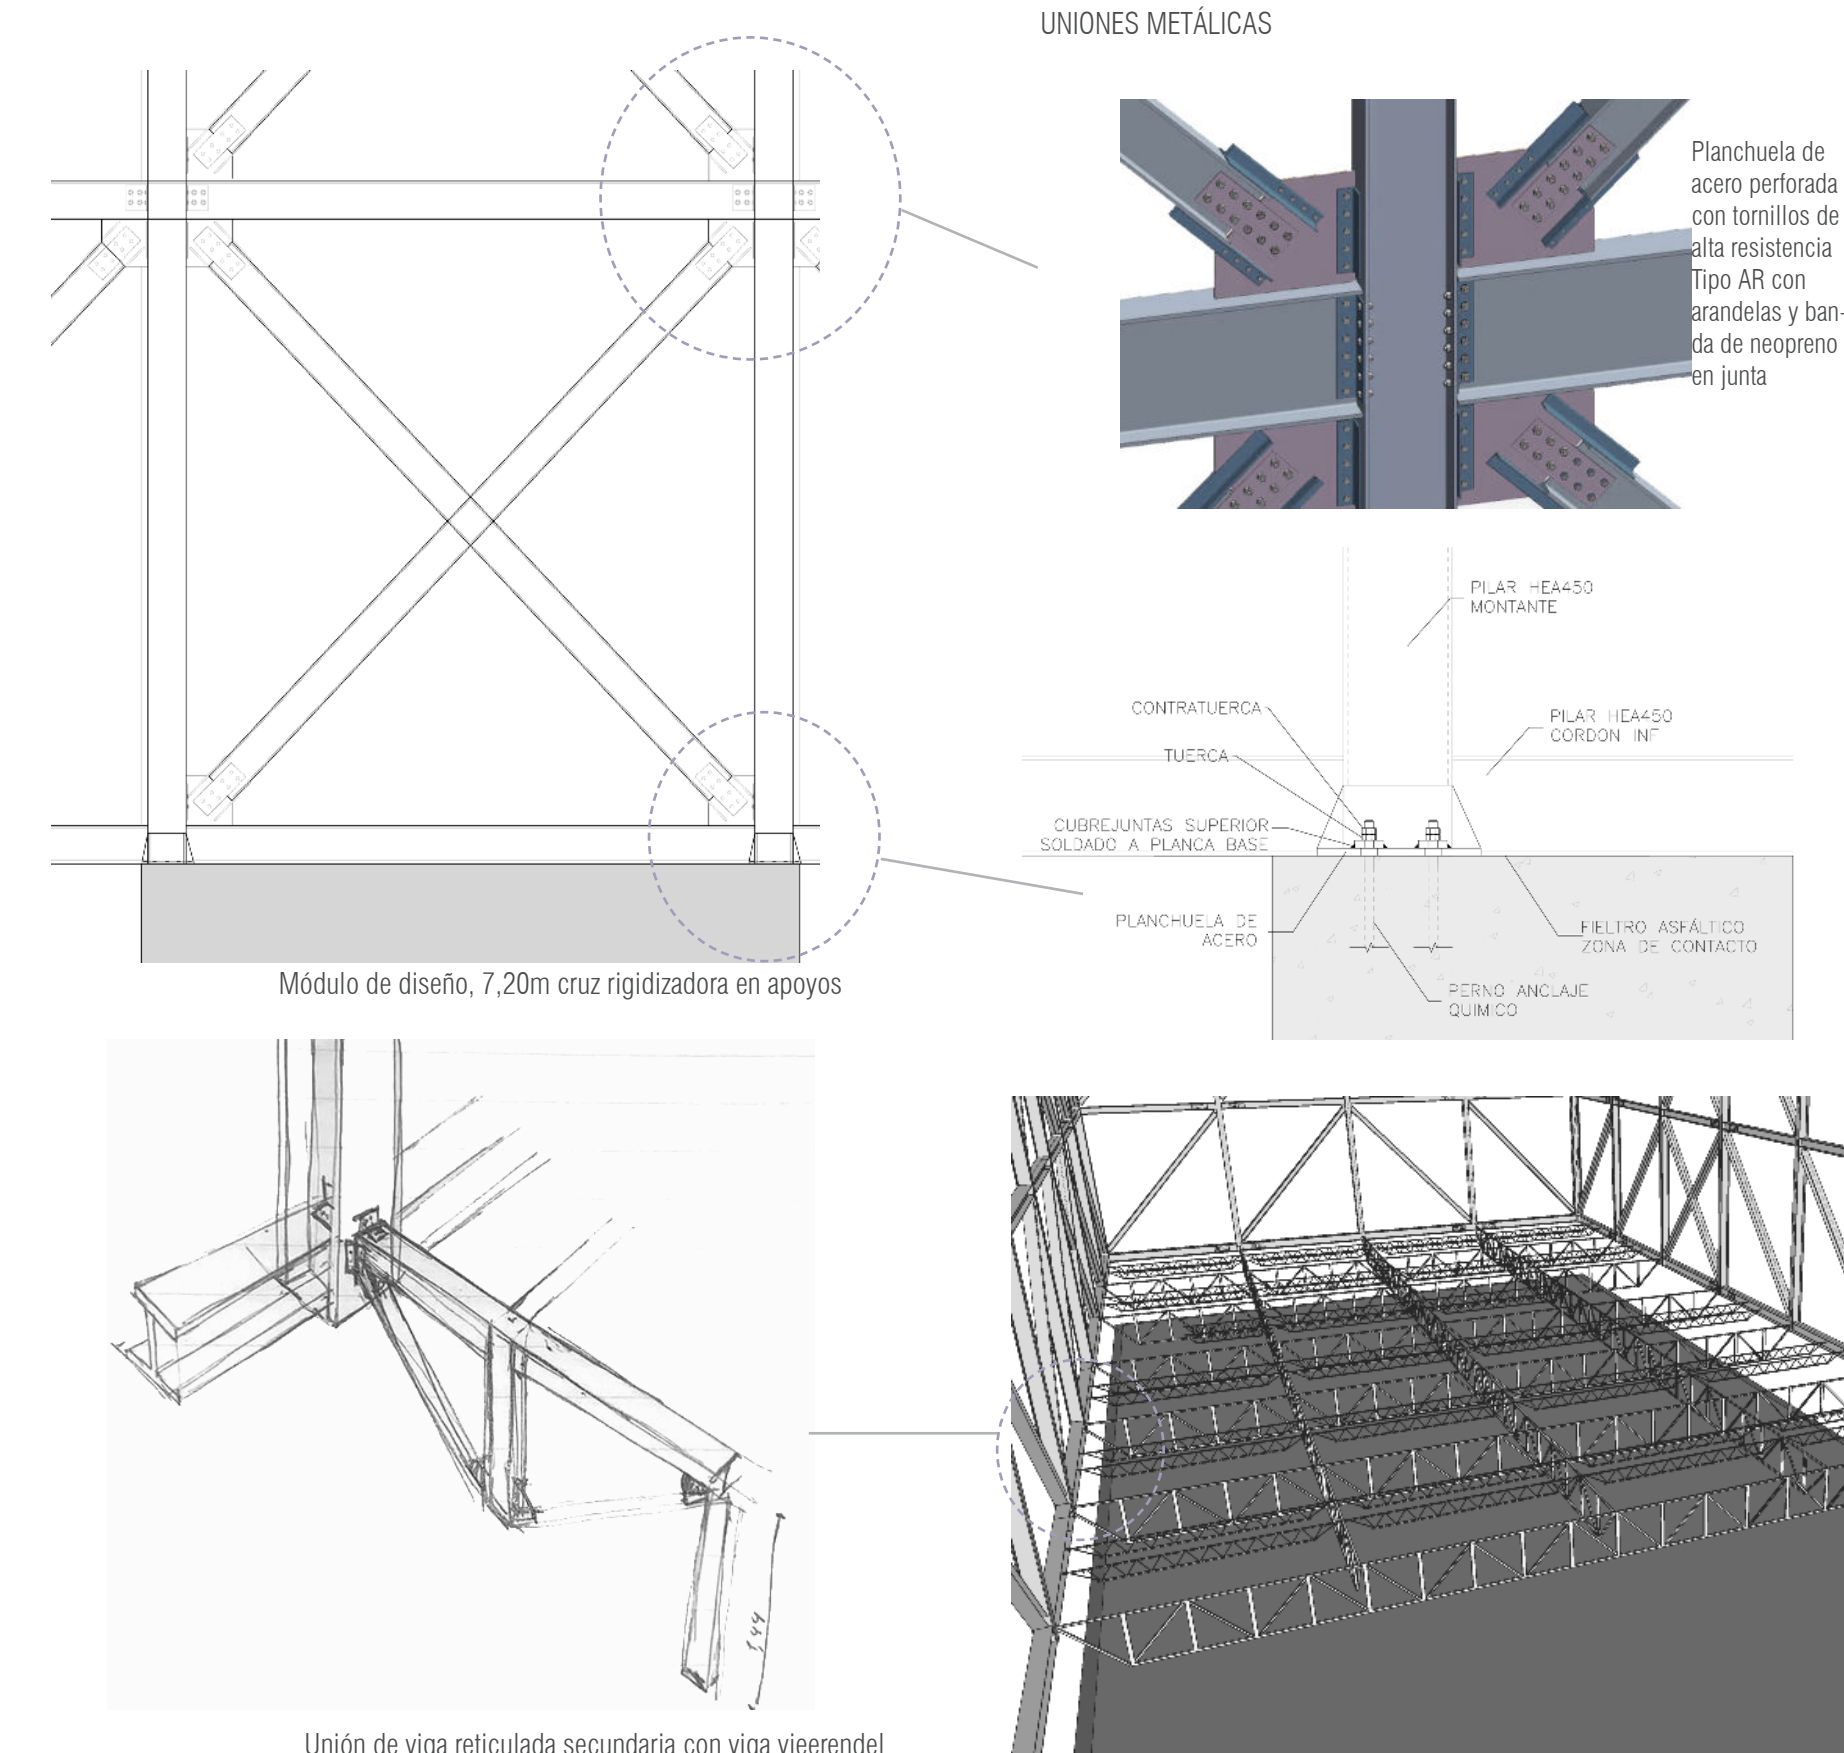 UNIONES METÁLICAS
Planchuela de
acero perforada
con tornillos de
alta resistencia
Tipo AR con
arandelas y ban-
da de neopreno
en junta
PILAR HEA450
MONTANTE
CONTRATUERCA
PILAR HEA450
CORDON INF
TUERCA
CUBREJUNTAS SUPERIOR
SOLDADO A PLANCA BASE
PLANCHUELA DE
ACERO
FIELTRO ASFÁLTICO
ZONA DE CONTACTO
PERNO ANCLAJE
QUIMICO
Módulo de diseño, 7,20m cruz rigidizadora en apoyos
1,44
Unión de viga reticulada secundaria con viga vieerendel